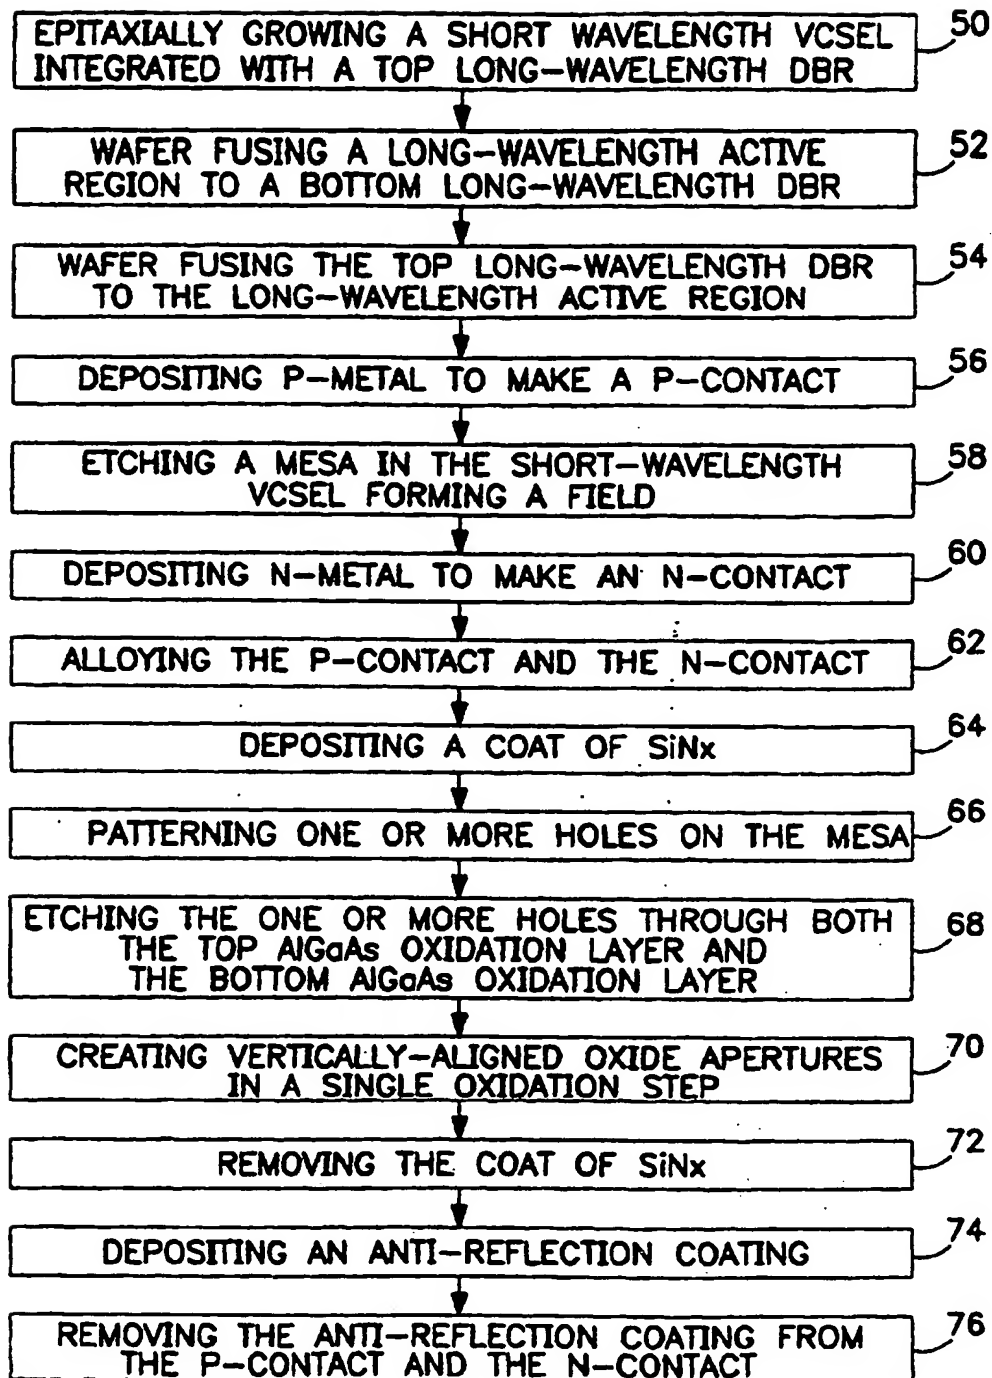 EPITAXIALLY GROWING A SHORT WAVELENGTH VCSEL 50
INTEGRATED WITH A TOP LONG-WAVELENGTH DBR
WAFER FUSING A LONG-WAVELENGTH ACTIVE 52
REGION TO A BOTTOM LONG-WAVELENGTH DBR
WAFER FUSING THE TOP LONG-WAVELENGTH DBR 54
TO THE LONG-WAVELENGTH ACTIVE REGION
DEPOSITING P-METAL TO MAKE A P-CONTACT 56
ETCHING A MESA IN THE SHORT-WAVELENGTH 58
VCSEL FORMING A FIELD
DEPOSITING N-METAL TO MAKE AN N-CONTACT 60
ALLOYING THE P-CONTACT AND THE N-CONTACT 62
DEPOSITING A COAT OF SiNx 64
PATTERNING ONE OR MORE HOLES ON THE MESA 66
ETCHING THE ONE OR MORE HOLES THROUGH BOTH 68
THE TOP AlGaAs OXIDATION LAYER AND
THE BOTTOM AlGaAs OXIDATION LAYER
CREATING VERTICALLY-ALIGNED OXIDE APERTURES 70
IN A SINGLE OXIDATION STEP
REMOVING THE COAT OF SiNx 72
DEPOSITING AN ANTI-REFLECTION COATING 74
REMOVING THE ANTI-REFLECTION COATING FROM 76
THE P-CONTACT AND THE N-CONTACT